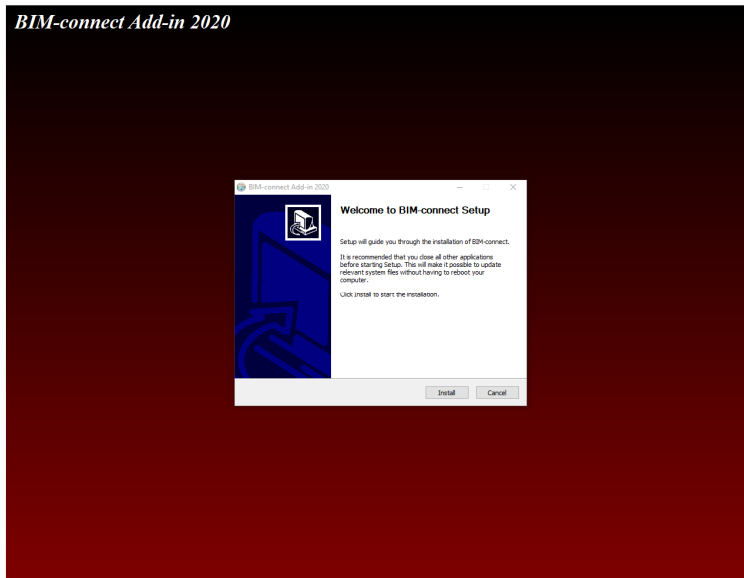 BIM-connect Add-in 2020
BIM-connect Add-in 2020
Welcome to BIM-connect Setup
Setup will guide you through the installation of BIM-connect.
It is recommended that you close all other applications
before starting Setup. This will make it possible to update
relevant system files without having to reboot your
computer.
Click Install to start the installation.
Install
Cancel